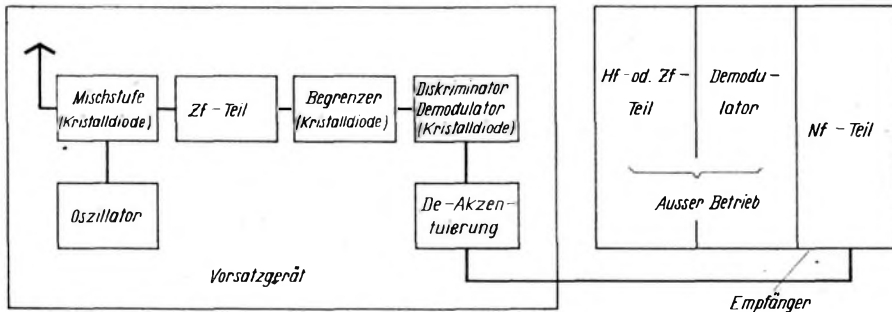 Mischstufe
(Kristalldiode)
Zf-Teil
Begrenzer
(Kristalldiode)
Diskriminator
Demodulator
(Kristalldiode)
Oszillator
De-Akzen-
tuierung
Vorsatzgerät
Hf-od. Zf-
Teil
Demodu-
lator
Nf-Teil
Ausser Betrieb
Empfänger